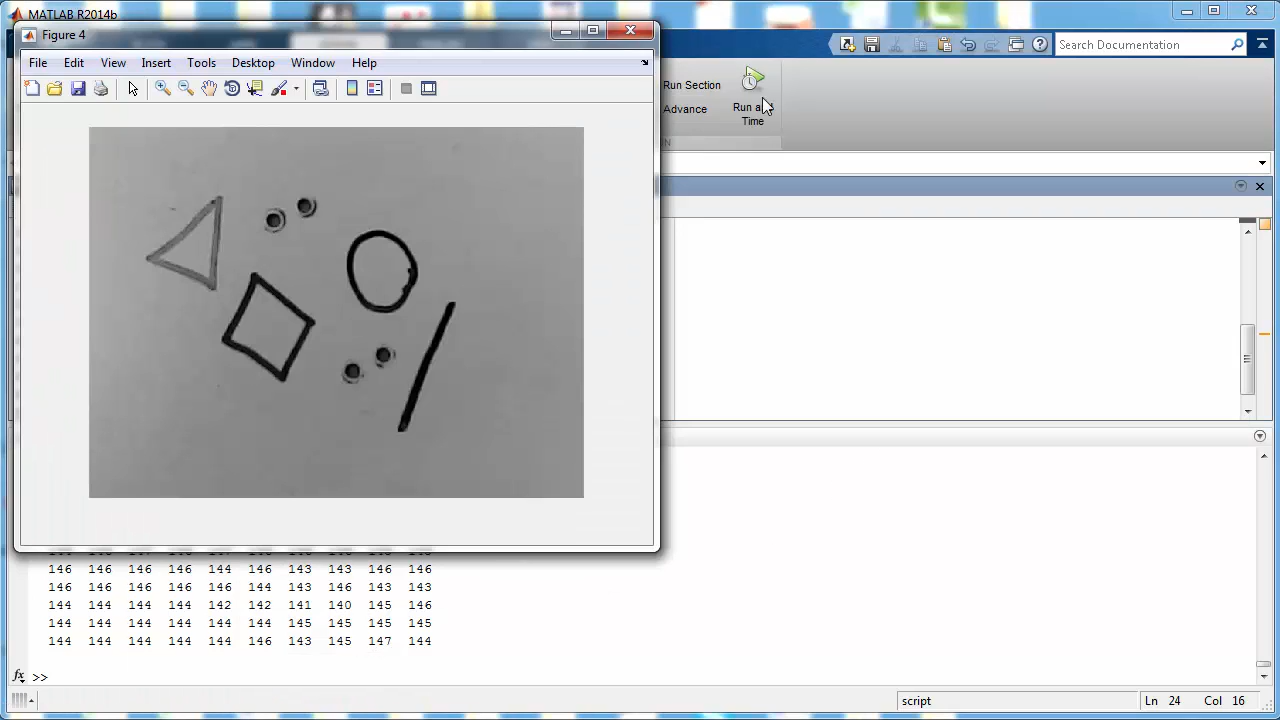 MATLAB R2014b
Figure 4
File Edit View Insert Tools Desktop Window Help
Search Documentation
Run Section
Advance
Run
Time
146 146 146 146 144 146 143 143 146 146
146 146 146 146 146 144 143 146 143 143
144 144 144 144 142 142 141 140 145 146
144 144 144 144 144 144 145 145 145 145
144 144 144 144 144 146 143 145 147 144
fx >>
script
Ln 24 Col 16